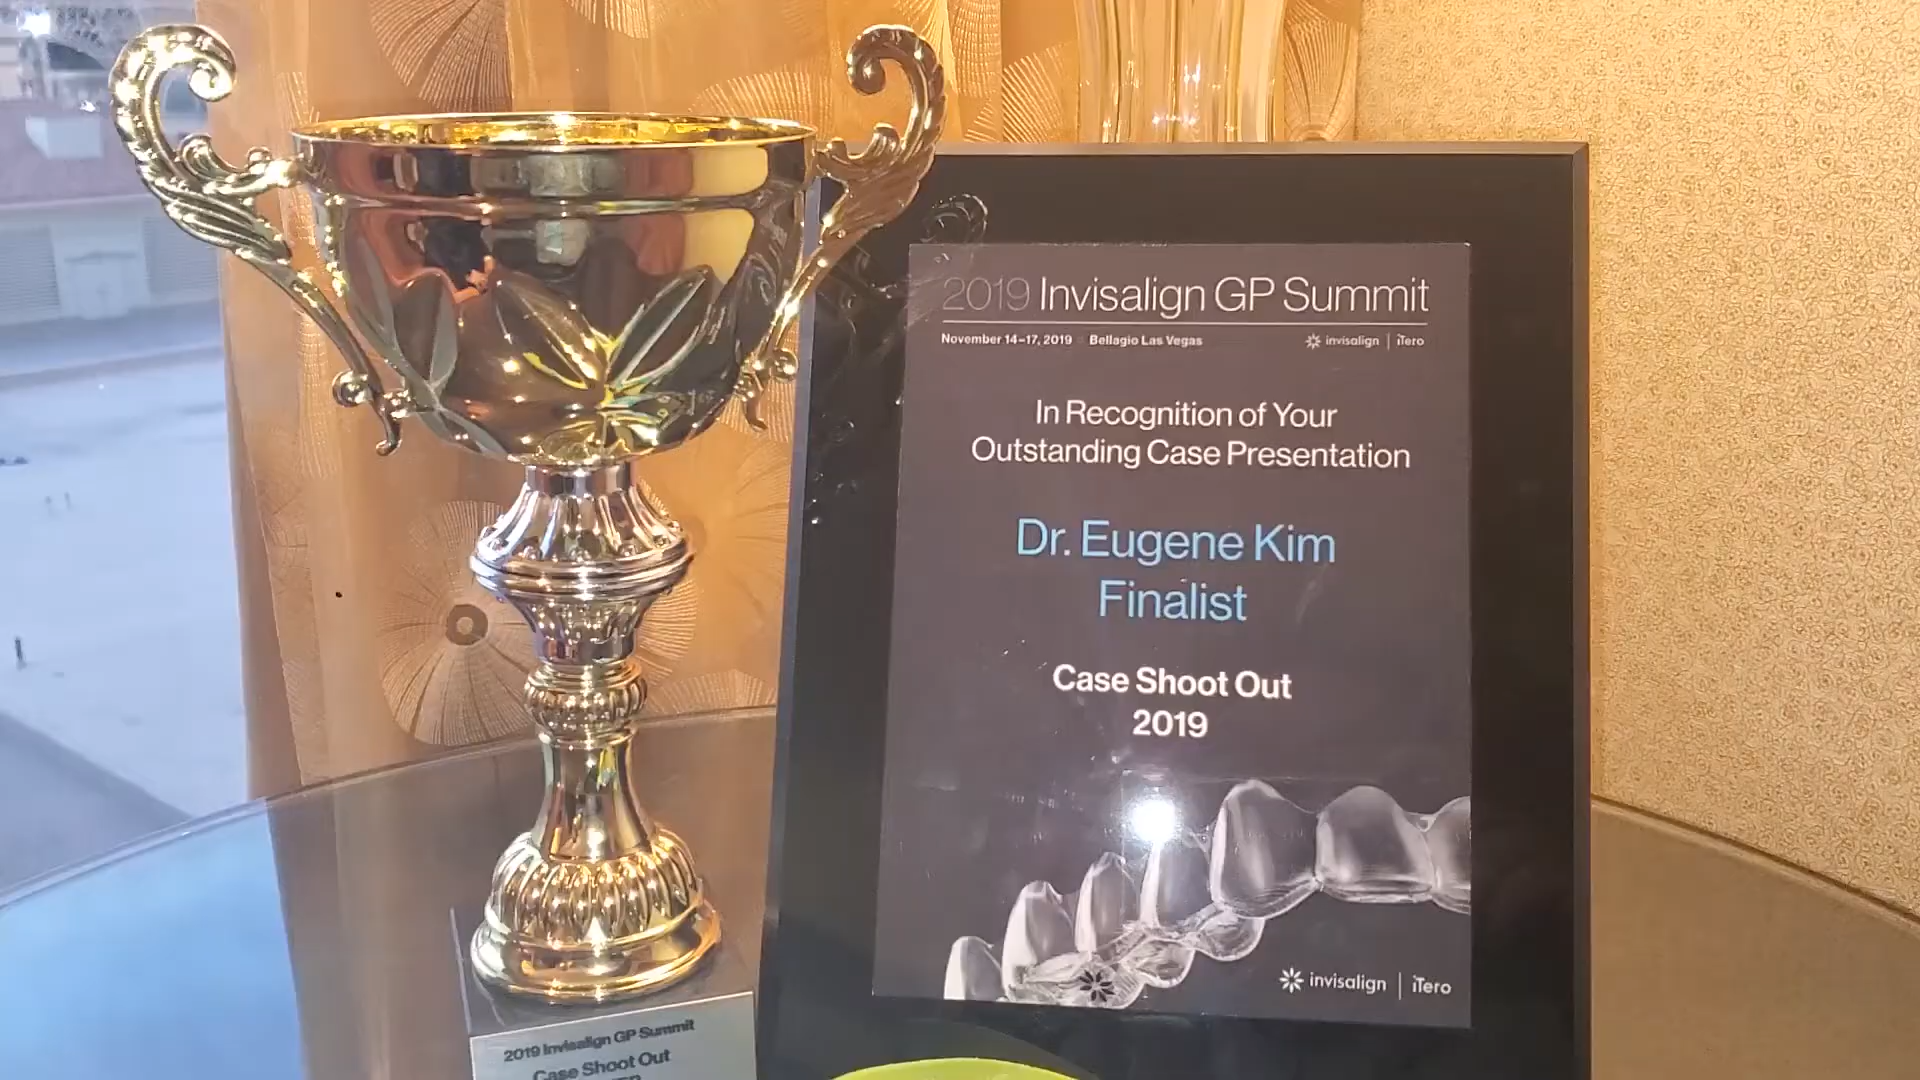 2019 Invisalign GP Summit
November 14-17, 2019 Bellagio Las Vegas invisalign | iTero
In Recognition of Your
Outstanding Case Presentation
Dr. Eugene Kim
Finalist
Case Shoot Out
2019
invisalign | iTero
2019 Invisalign GP Summit
Case Shoot Out